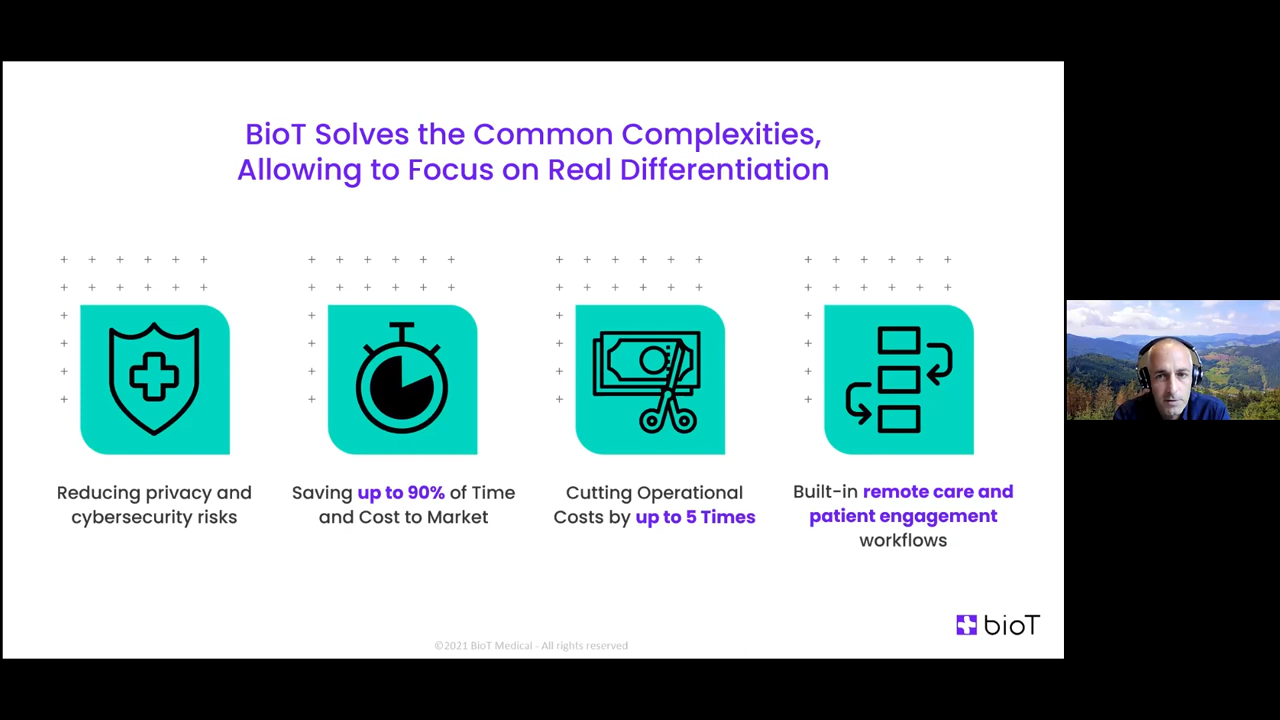 BioT Solves the Common Complexities,
Allowing to Focus on Real Differentiation
Reducing privacy and
cybersecurity risks
Saving up to 90% of Time
and Cost to Market
Cutting Operational
Costs by up to 5 Times
Built-in remote care and
patient engagement
workflows
bioT
©2021 BioT Medical - All rights reserved